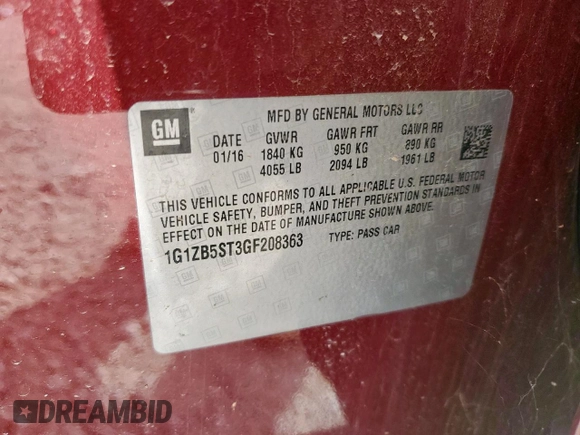 GM
MFD BY GENERAL MOTORS LLC
DATE GVWR GAWR FRT GAWR RR
01/16 1840 KG 950 KG 890 KG
4055 LB 2094 LB 1961 LB
THIS VEHICLE CONFORMS TO ALL APPLICABLE U.S. FEDERAL MOTOR
VEHICLE SAFETY, BUMPER, AND THEFT PREVENTION STANDARDS IN
EFFECT ON THE DATE OF MANUFACTURE SHOWN ABOVE.
1G1ZB5ST3GF208363 TYPE: PASS CAR
DREAMBID